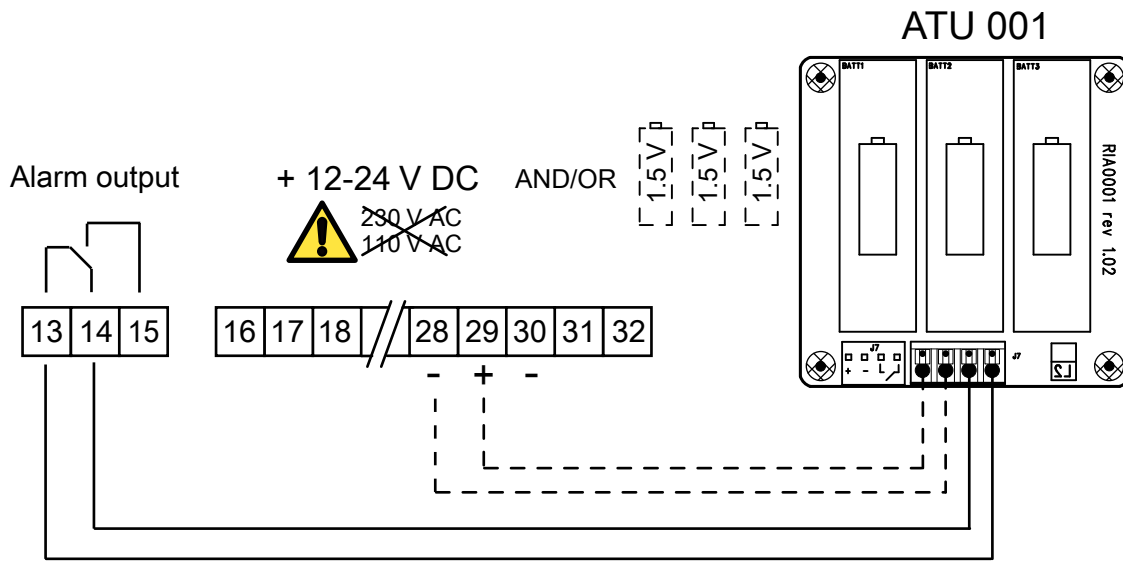 ATU 001
BATT1 BATT2 BATT3
1.5 V 1.5 V 1.5 V
Alarm output
+ 12-24 V DC
AND/OR
230 V AC
110 V AC
RIA0001 rev 1.02
13 14 15
16 17 18 28 29 30 31 32
- + -
J7
+ -
J7
L2